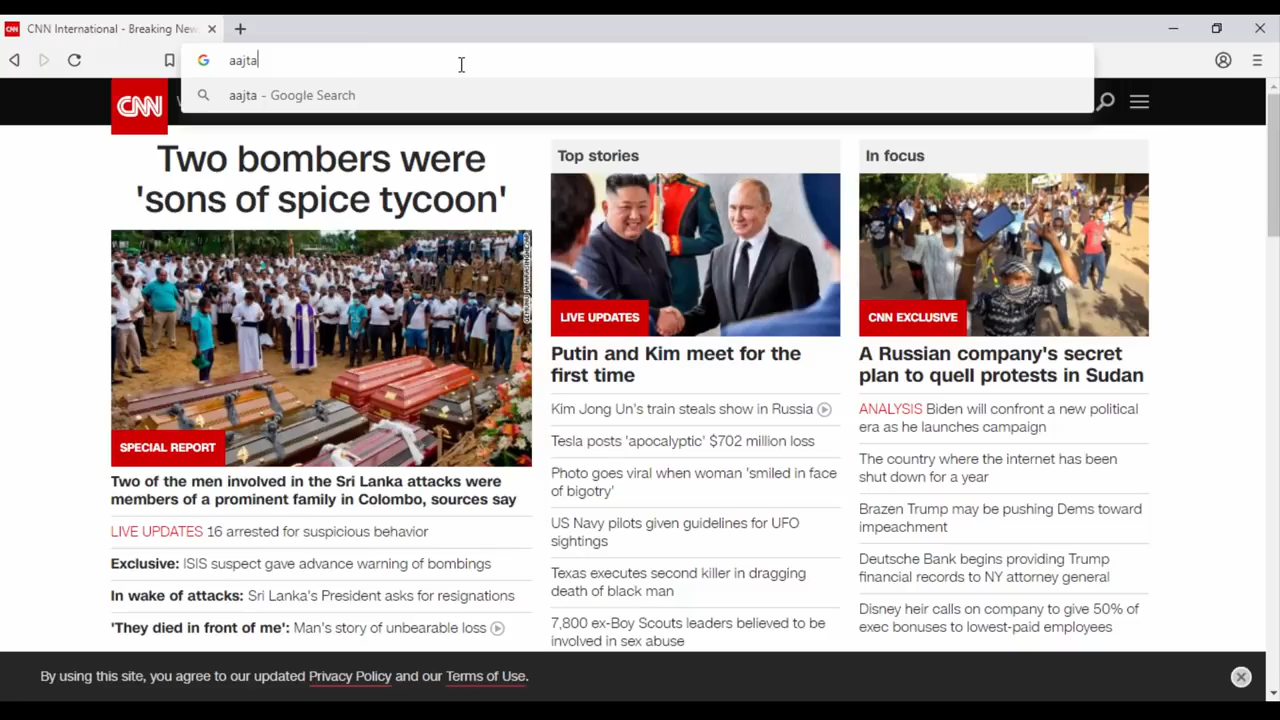 CNN International - Breaking New
aajta
aajta - Google Search
CNN
Two bombers were
'sons of spice tycoon'
SPECIAL REPORT
Two of the men involved in the Sri Lanka attacks were
members of a prominent family in Colombo, sources say
LIVE UPDATES 16 arrested for suspicious behavior
Exclusive: ISIS suspect gave advance warning of bombings
In wake of attacks: Sri Lanka's President asks for resignations
'They died in front of me': Man's story of unbearable loss
Top stories
LIVE UPDATES
Putin and Kim meet for the
first time
Kim Jong Un's train steals show in Russia
Tesla posts 'apocalyptic' $702 million loss
Photo goes viral when woman 'smiled in face
of bigotry'
US Navy pilots given guidelines for UFO
sightings
Texas executes second killer in dragging
death of black man
7,800 ex-Boy Scouts leaders believed to be
involved in sex abuse
In focus
CNN EXCLUSIVE
A Russian company's secret
plan to quell protests in Sudan
ANALYSIS Biden will confront a new political
era as he launches campaign
The country where the internet has been
shut down for a year
Brazen Trump may be pushing Dems toward
impeachment
Deutsche Bank begins providing Trump
financial records to NY attorney general
Disney heir calls on company to give 50% of
exec bonuses to lowest-paid employees
By using this site, you agree to our updated Privacy Policy and our Terms of Use.